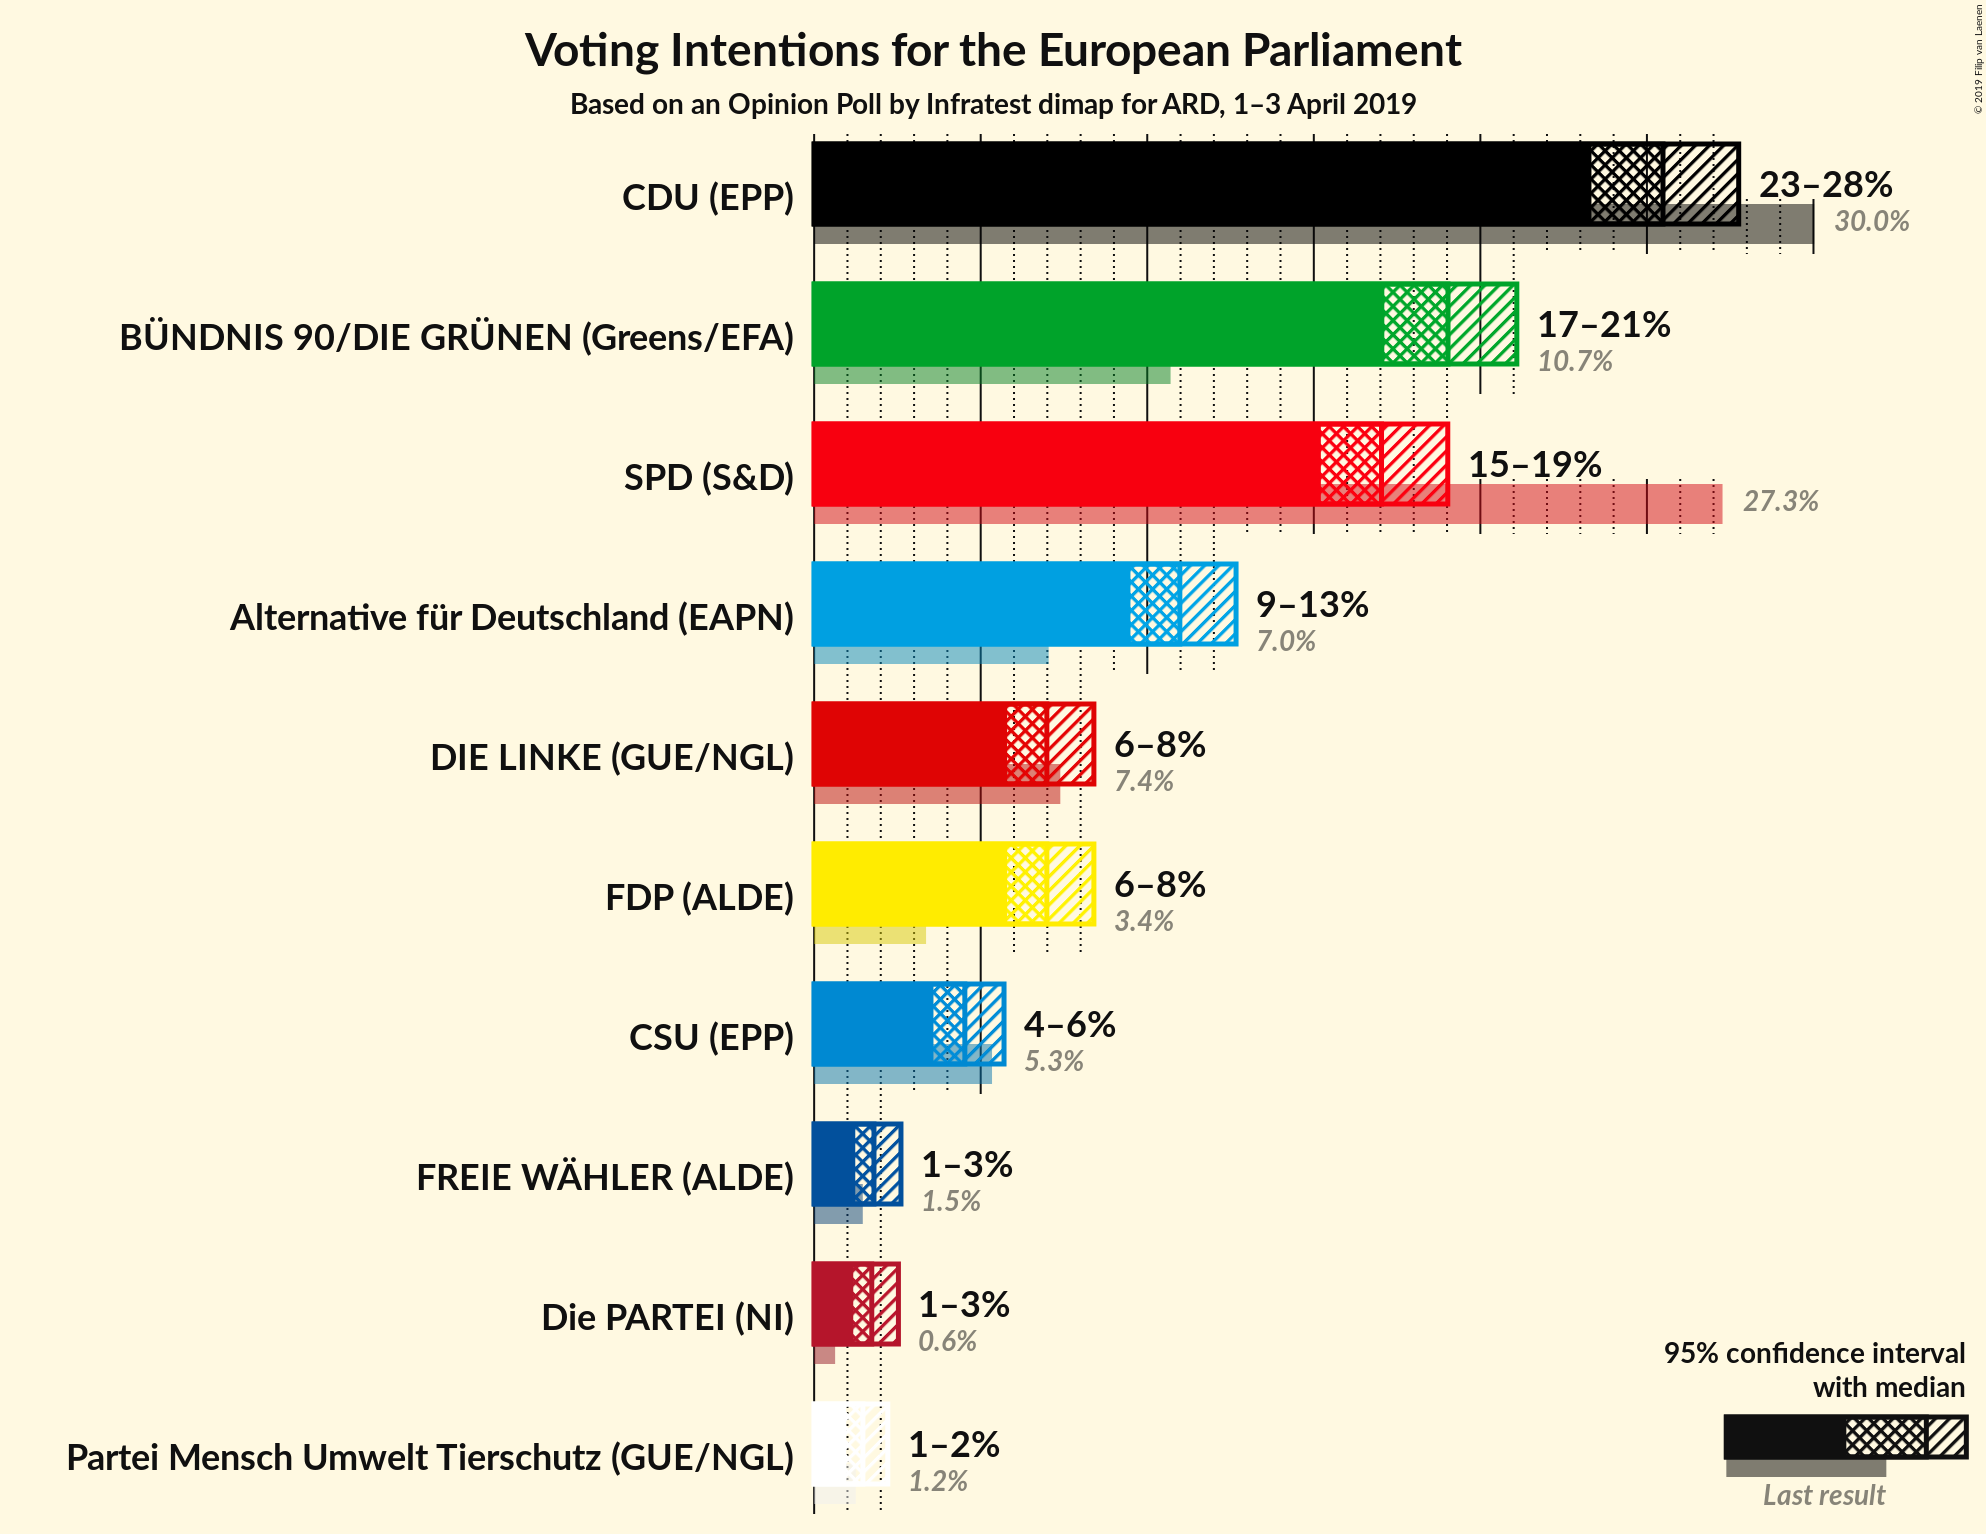 Voting Intentions for the European Parliament
Based on an Opinion Poll by Infratest dimap for ARD, 1–3 April 2019
© 2019 Filip van Laenen
CDU (EPP)
23–28%
30.0%
BÜNDNIS 90/DIE GRÜNEN (Greens/EFA)
17–21%
10.7%
SPD (S&D)
15–19%
27.3%
Alternative für Deutschland (EAPN)
9–13%
7.0%
DIE LINKE (GUE/NGL)
6–8%
7.4%
FDP (ALDE)
6–8%
3.4%
CSU (EPP)
4–6%
5.3%
FREIE WÄHLER (ALDE)
1–3%
1.5%
Die PARTEI (NI)
1–3%
0.6%
Partei Mensch Umwelt Tierschutz (GUE/NGL)
1–2%
1.2%
95% confidence interval
with median
Last result